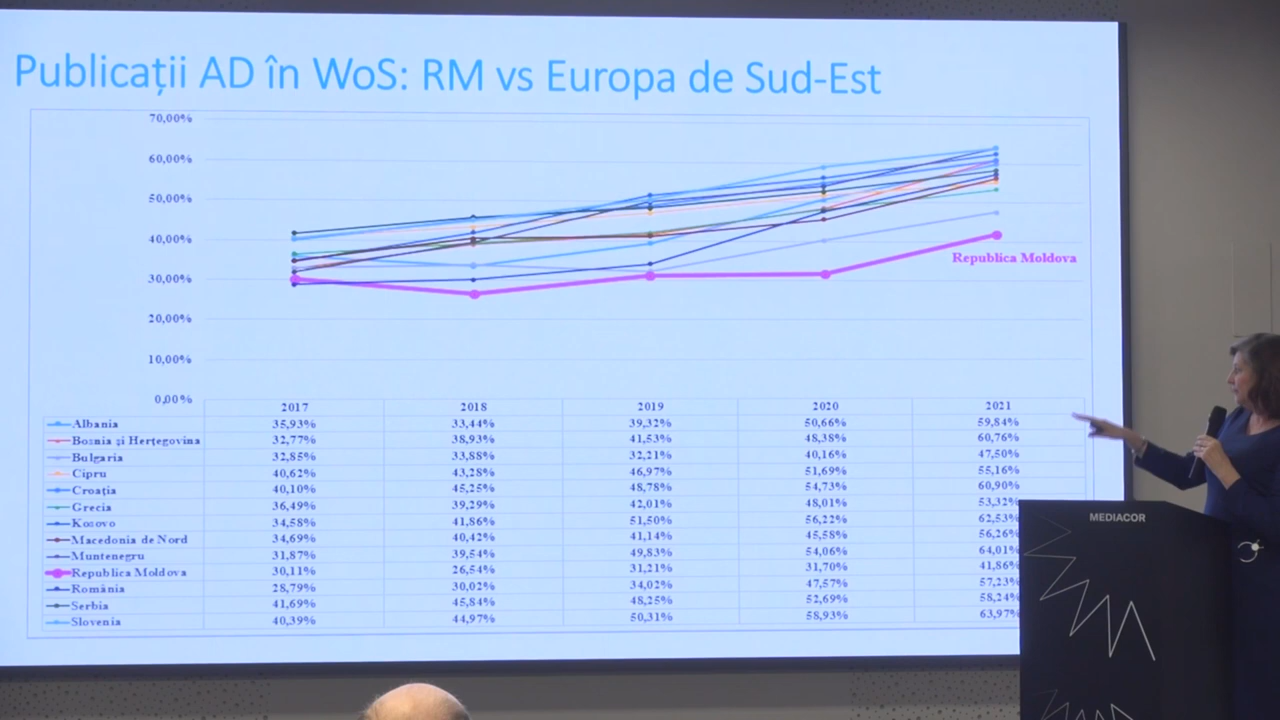 Publicații AD în WoS: RM vs Europa de Sud-Est
70,00%
60,00%
50,00%
40,00%
30,00%
20,00%
10,00%
0,00%
Republica Moldova
2017 2018 2019 2020 2021
Albania 35,93% 33,44% 39,32% 50,66% 59,84%
Bosnia și Herțegovina 32,77% 38,93% 41,53% 48,38% 60,76%
Bulgaria 32,85% 33,88% 32,21% 40,16% 47,50%
Cipru 40,62% 43,28% 46,97% 51,69% 55,16%
Croația 40,10% 45,25% 48,78% 54,73% 60,90%
Grecia 36,49% 39,29% 42,01% 48,01% 53,32%
Kosovo 34,58% 41,86% 51,50% 56,22% 62,53%
Macedonia de Nord 34,69% 40,42% 41,14% 45,58% 56,26%
Muntenegru 31,87% 39,54% 49,83% 54,06% 64,01%
Republica Moldova 30,11% 26,54% 31,21% 31,70% 41,86%
România 28,79% 30,02% 34,02% 47,57% 57,23%
Serbia 41,69% 45,84% 48,25% 52,69% 58,24%
Slovenia 40,39% 44,97% 50,31% 58,93% 63,97%
MEDIACOR